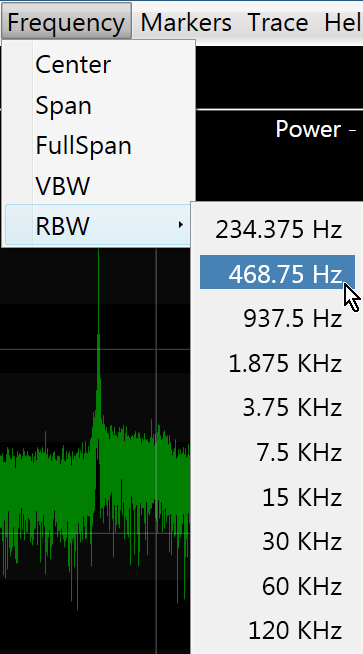 Frequency Markers Trace Hel
Center
Power -
Span
FullSpan
VBW
RBW
234.375 Hz
468.75 Hz
937.5 Hz
1.875 KHz
3.75 KHz
7.5 KHz
15 KHz
30 KHz
60 KHz
120 KHz